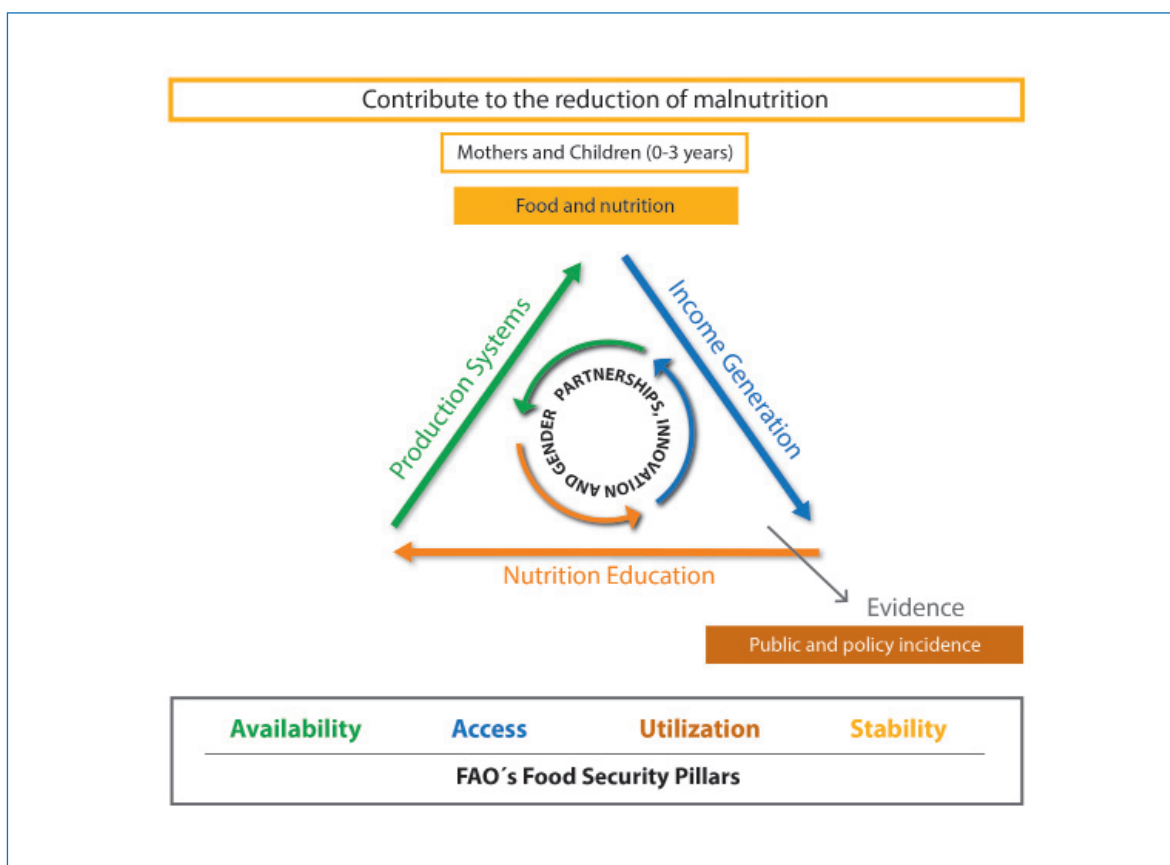 Contribute to the reduction of malnutrition
Mothers and Children (0-3 years)
Food and nutrition
Production Systems
Income Generation
PARTNERSHIPS, INNOVATION AND GENDER
Nutrition Education
Evidence
Public and policy incidence
Availability Access Utilization Stability
FAO´s Food Security Pillars